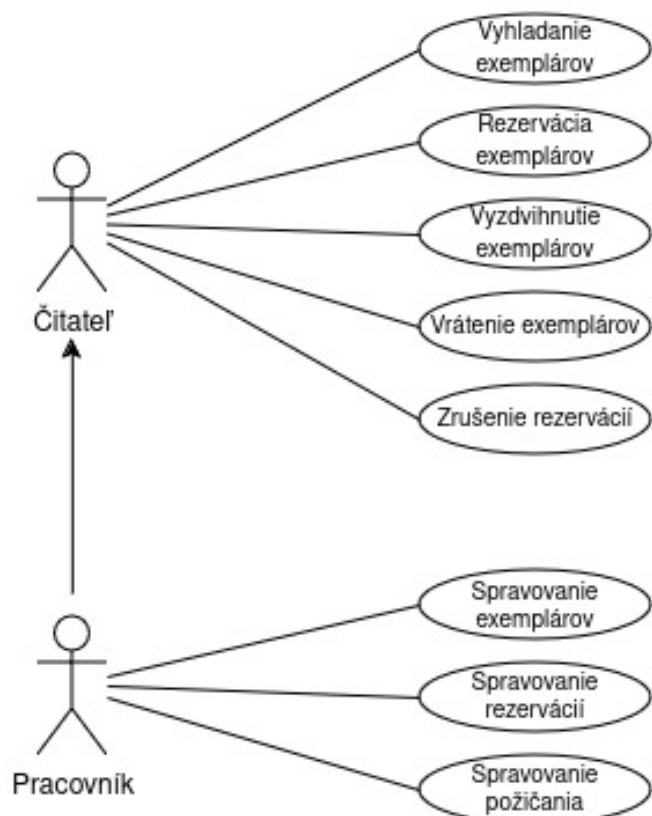 Vyhladanie
exemplárov
Rezervácia
exemplárov
Vyzdvihnutie
exemplárov
Čitateľ
Vrátenie exemplárov
Zrušenie rezervácií
Spravovanie
exemplárov
Spravovanie
rezervácií
Pracovník
Spravovanie
požičania